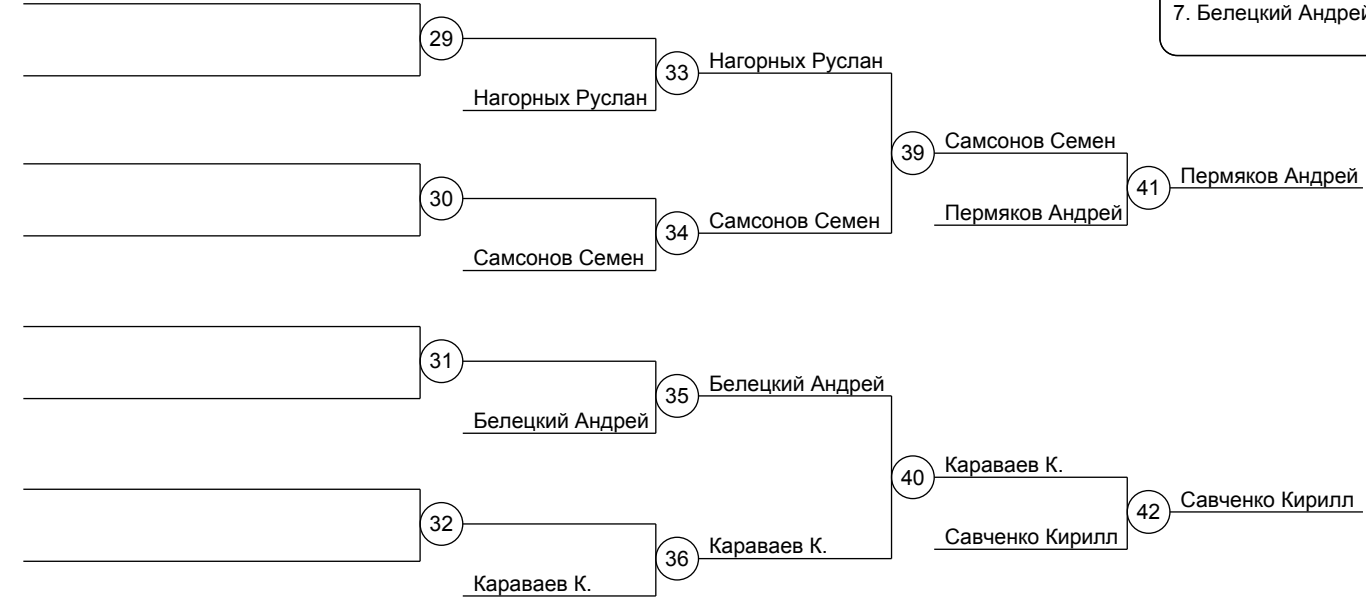 7. Белецкий Андрей
29
33
Нагорных Руслан
Нагорных Руслан
39
Самсонов Семен
41
Пермяков Андрей
30
34
Самсонов Семен
Пермяков Андрей
Самсонов Семен
31
35
Белецкий Андрей
Белецкий Андрей
40
Караваев К.
42
Савченко Кирилл
32
36
Караваев К.
Савченко Кирилл
Караваев К.